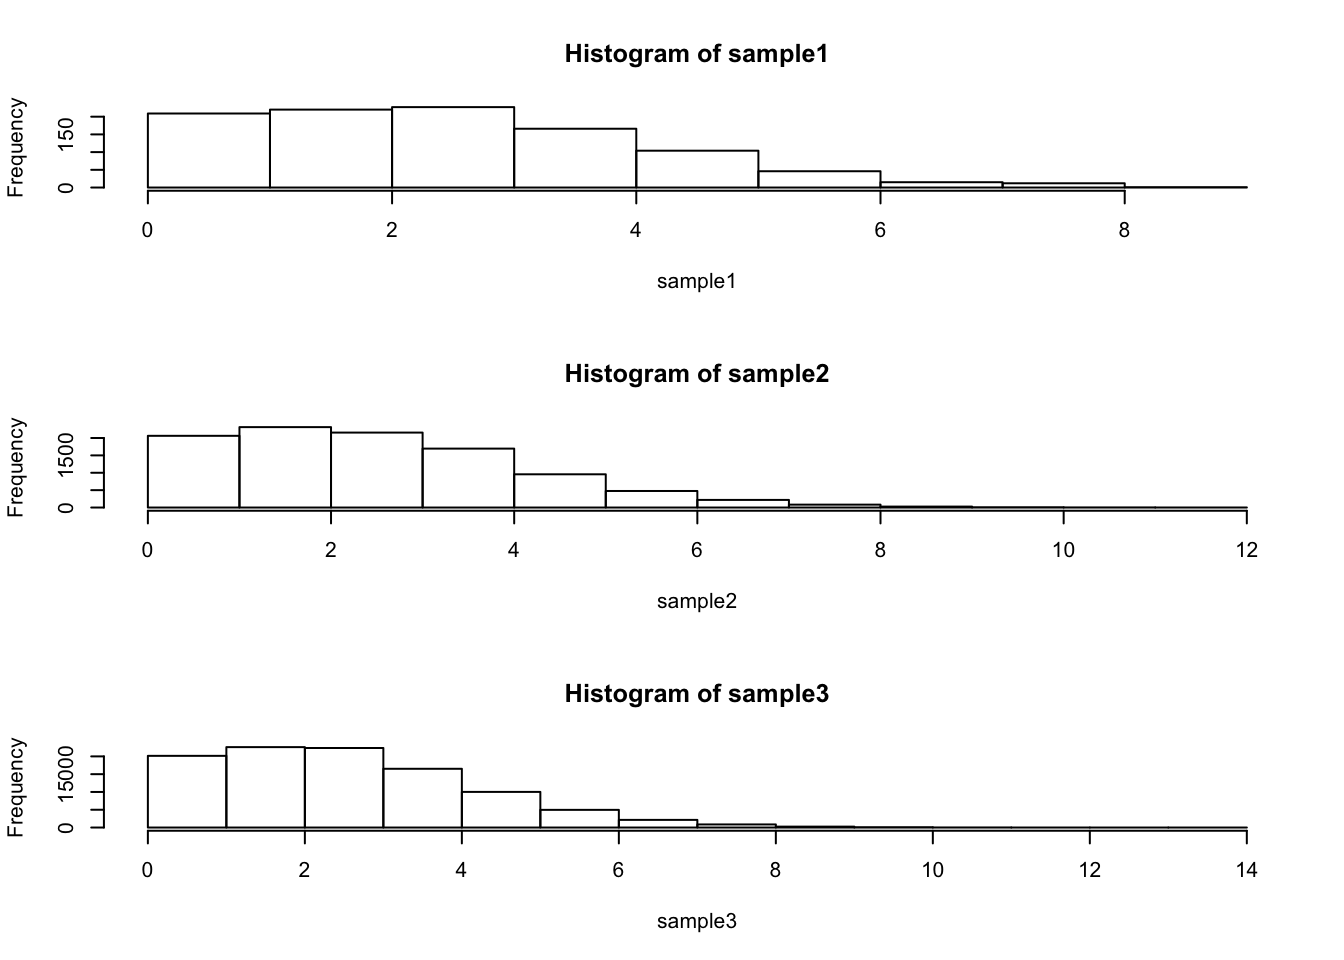 Histogram of sample1
Frequency
150
0
0 2 4 6 8
sample1
Histogram of sample2
Frequency
1500
0
0 2 4 6 8 10 12
sample2
Histogram of sample3
Frequency
15000
0
0 2 4 6 8 10 12 14
sample3